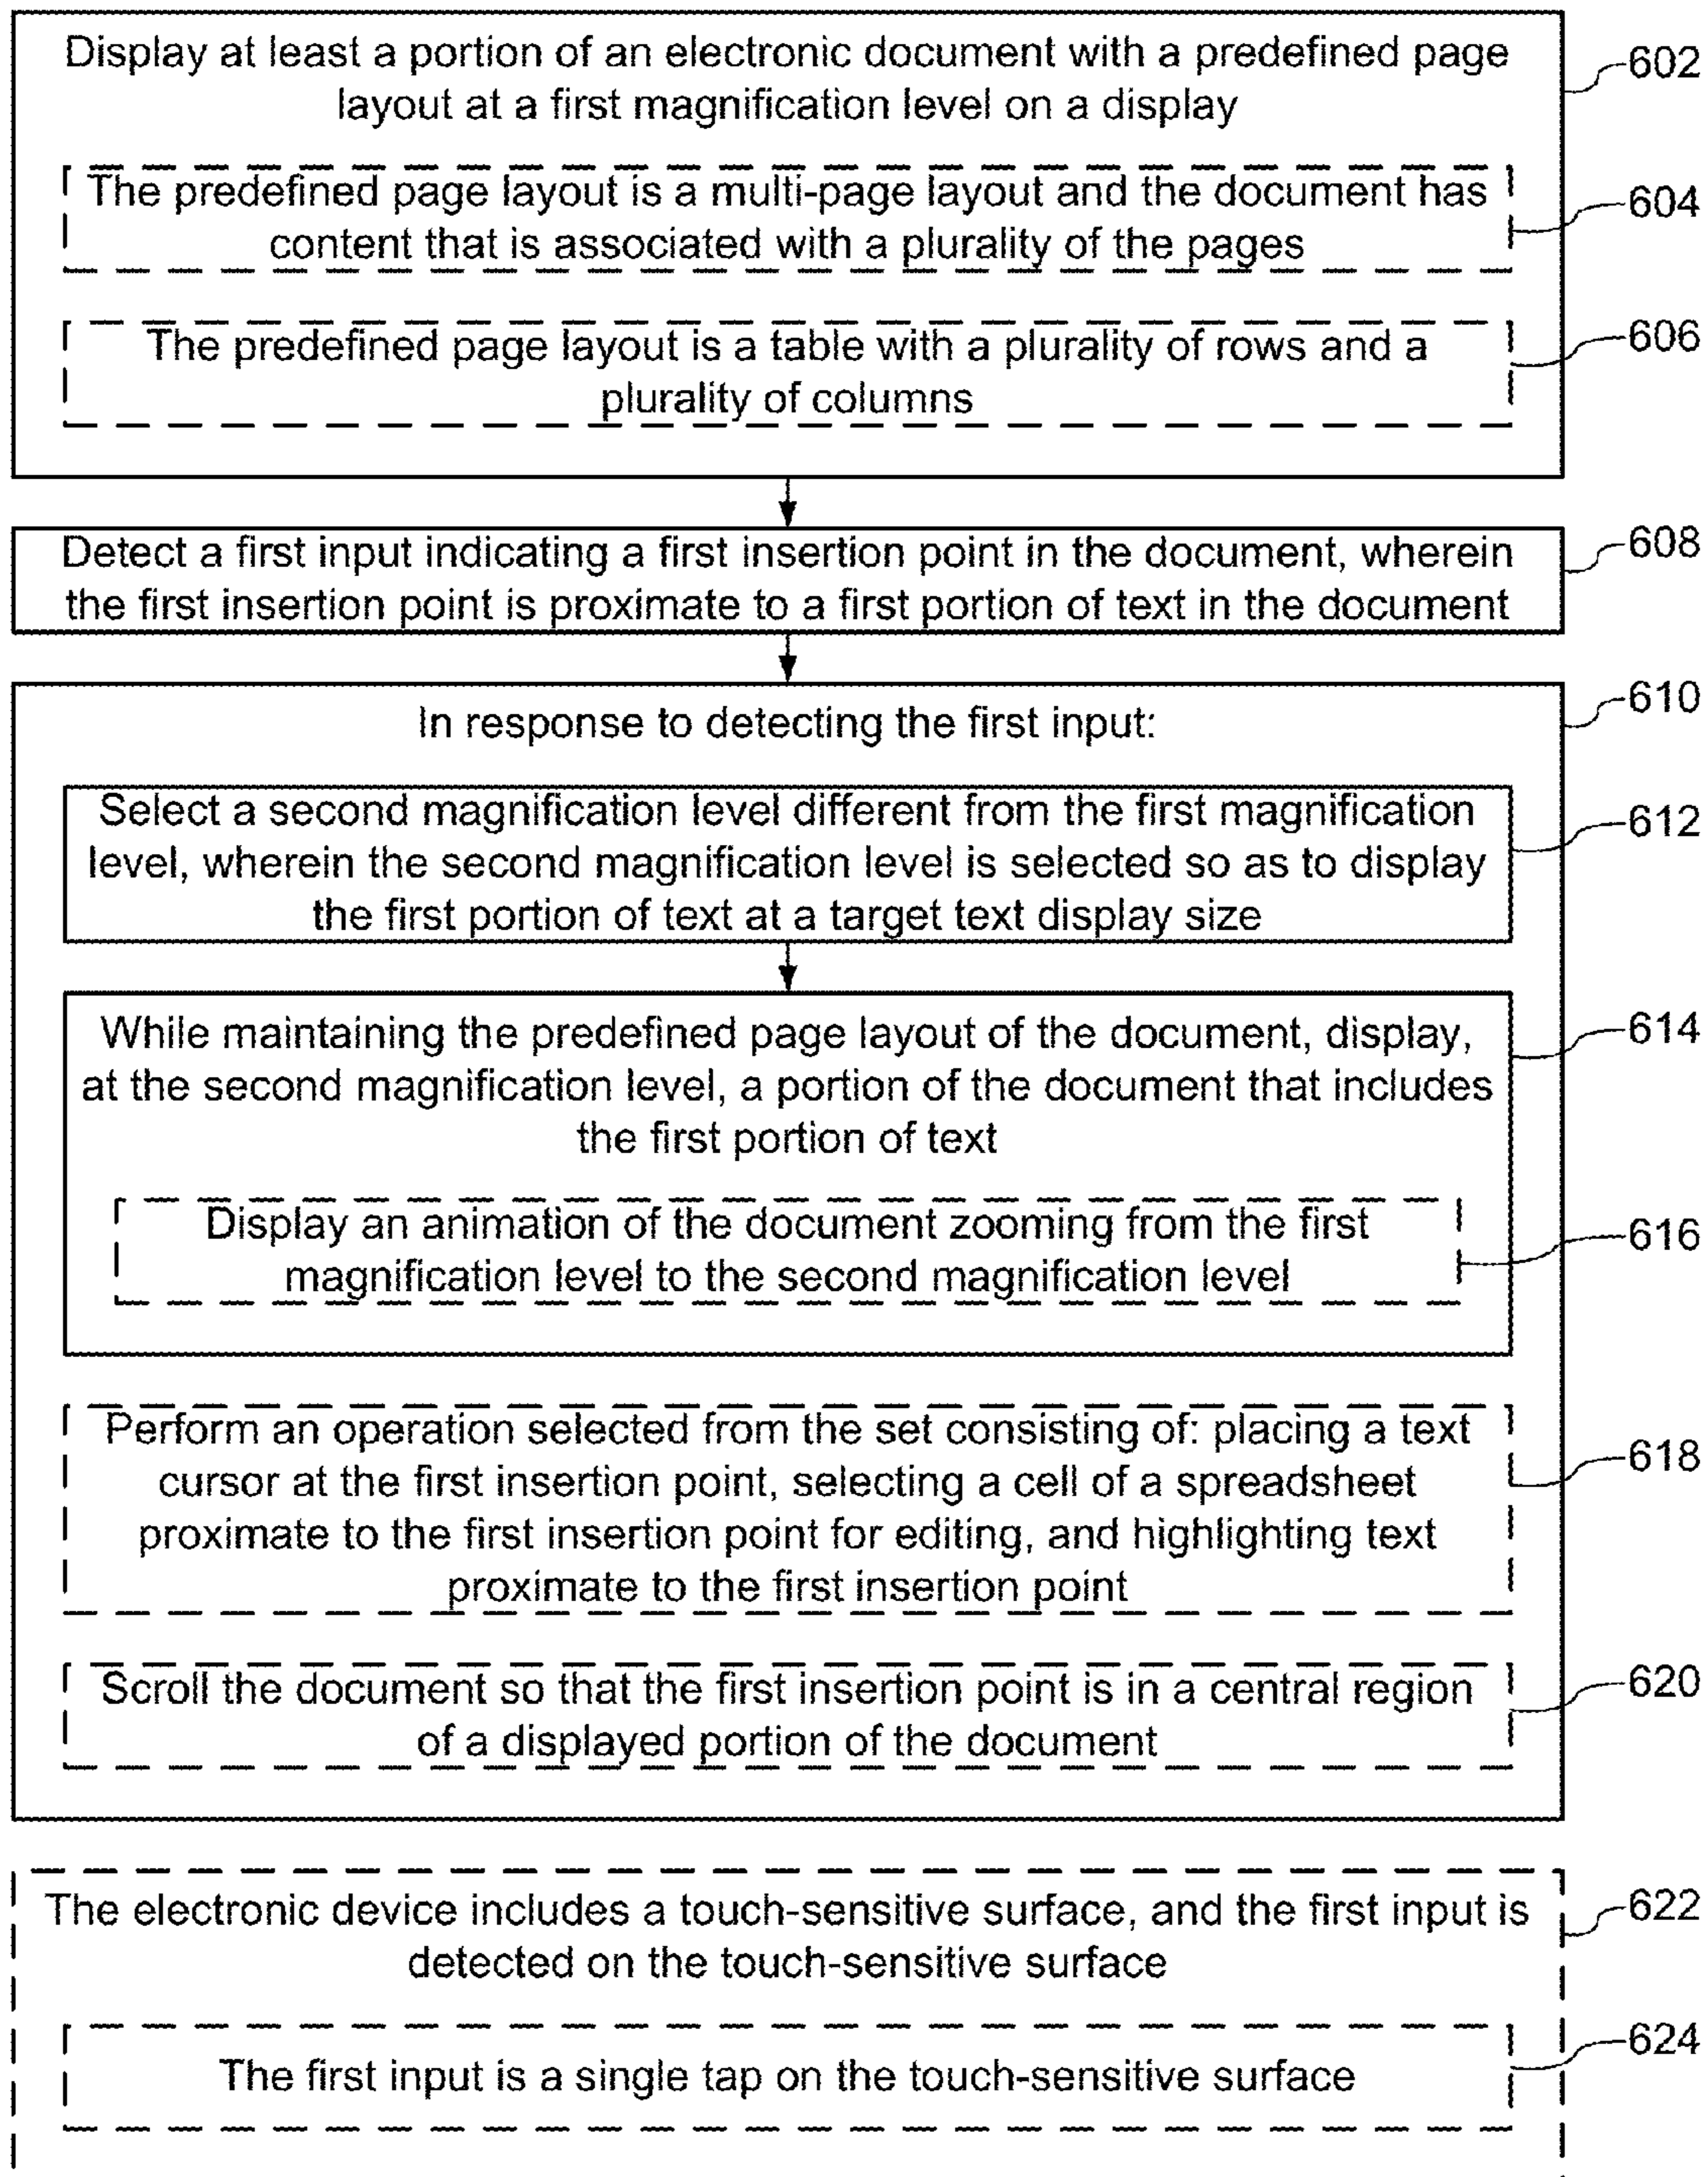 Display at least a portion of an electronic document with a predefined page
layout at a first magnification level on a display
602
The predefined page layout is a multi-page layout and the document has
content that is associated with a plurality of the pages
604
The predefined page layout is a table with a plurality of rows and a
plurality of columns
606
Detect a first input indicating a first insertion point in the document, wherein
the first insertion point is proximate to a first portion of text in the document
608
In response to detecting the first input:
610
Select a second magnification level different from the first magnification
level, wherein the second magnification level is selected so as to display
the first portion of text at a target text display size
612
While maintaining the predefined page layout of the document, display,
at the second magnification level, a portion of the document that includes
the first portion of text
614
Display an animation of the document zooming from the first
magnification level to the second magnification level
616
Perform an operation selected from the set consisting of: placing a text
cursor at the first insertion point, selecting a cell of a spreadsheet
proximate to the first insertion point for editing, and highlighting text
proximate to the first insertion point
618
Scroll the document so that the first insertion point is in a central region
of a displayed portion of the document
620
The electronic device includes a touch-sensitive surface, and the first input is
detected on the touch-sensitive surface
622
The first input is a single tap on the touch-sensitive surface
624